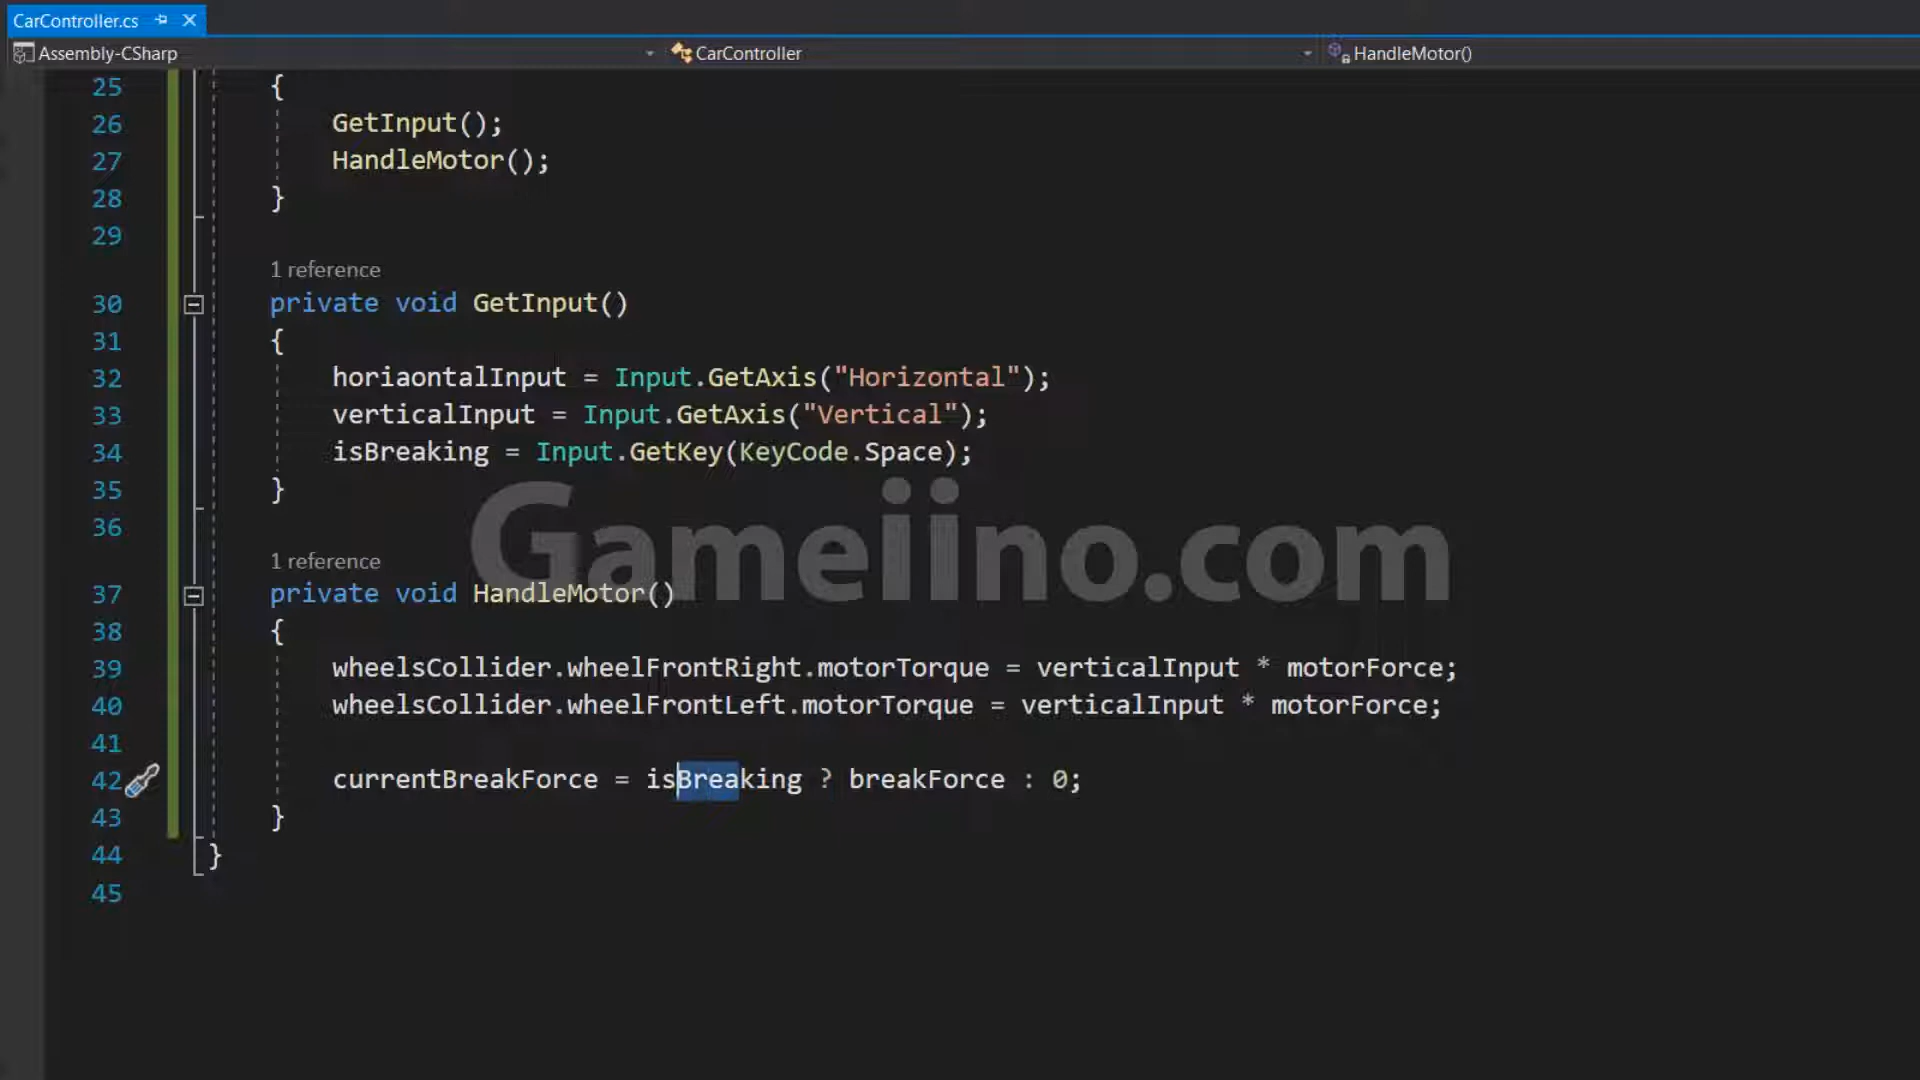 CarController.cs
Assembly-CSharp CarController HandleMotor()
25 {
26 GetInput();
27 HandleMotor();
28 }
29
1 reference
30 private void GetInput()
31 {
32 horiaontalInput = Input.GetAxis("Horizontal");
33 verticalInput = Input.GetAxis("Vertical");
34 isBreaking = Input.GetKey(KeyCode.Space);
35 }
36
Gameiino.com
1 reference
37 private void HandleMotor()
38 {
39 wheelsCollider.wheelFrontRight.motorTorque = verticalInput * motorForce;
40 wheelsCollider.wheelFrontLeft.motorTorque = verticalInput * motorForce;
41
42 currentBreakForce = isBreaking ? breakForce : 0;
43 }
44 }
45